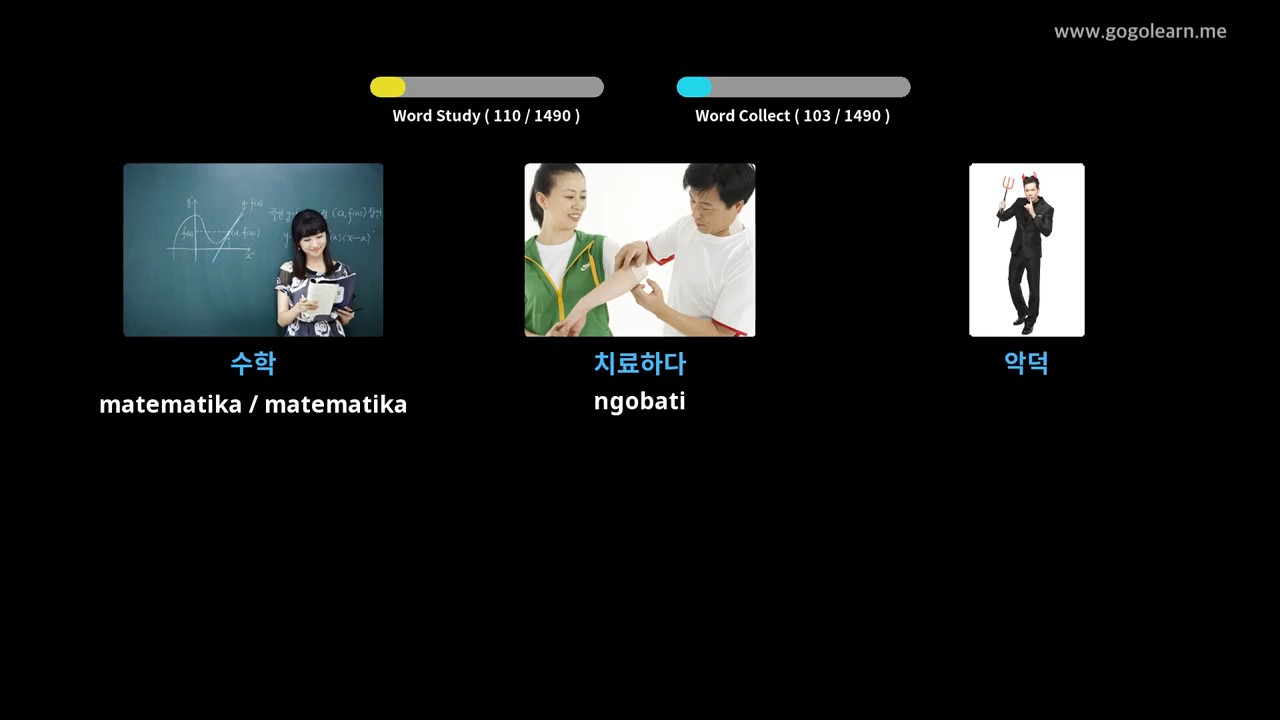 www.gogolearn.me
Word Study ( 110 / 1490 )
Word Collect ( 103 / 1490 )
수학
치료하다
악덕
matematika / matematika
ngobati